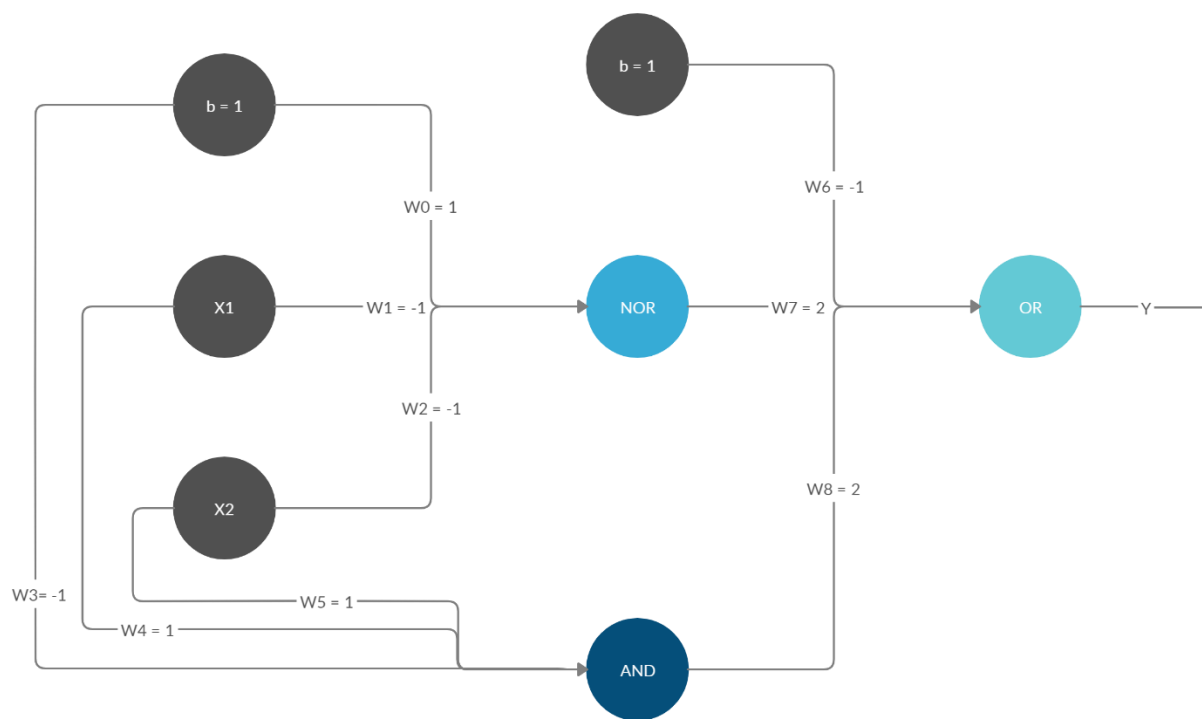 b = 1
b = 1
W6 = -1
W0 = 1
X1
W1 = -1
NOR
W7 = 2
OR
Y
W2 = -1
W8 = 2
X2
W3= -1
W5 = 1
W4 = 1
AND